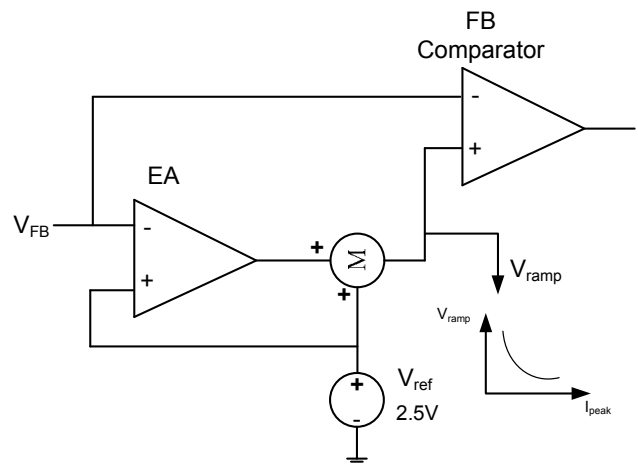 FB
Comparator
-
+
EA
V_FB
-
+
+
Σ
+
V_ramp
V_ramp
I_peak
+
-
V_ref
2.5V